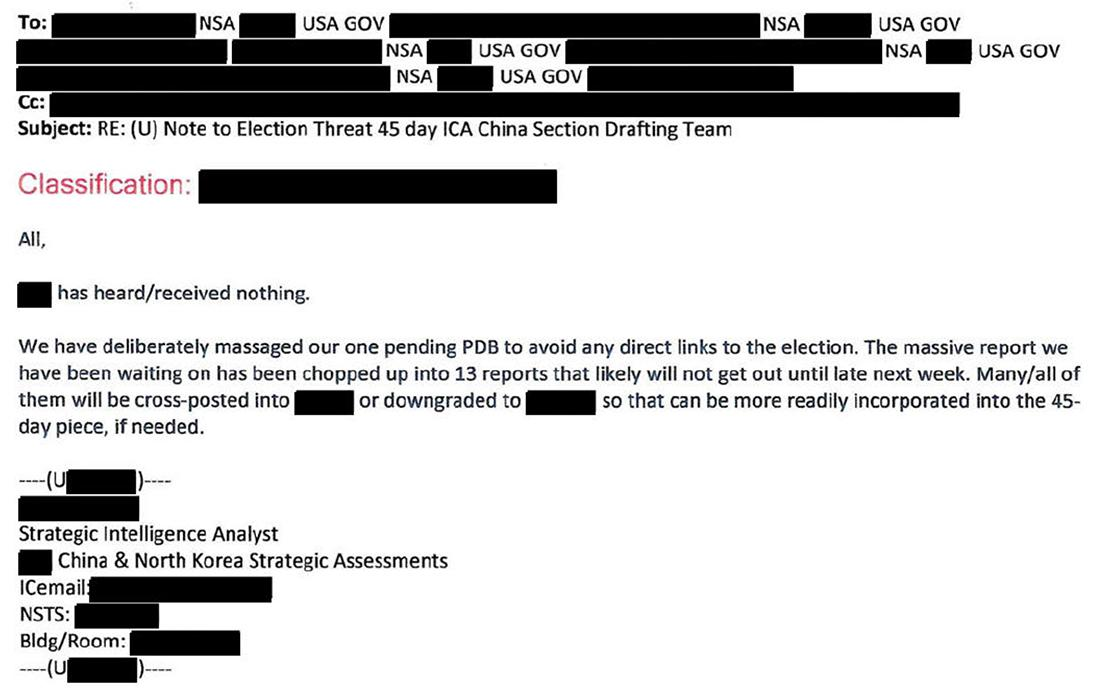 To: NSA USA GOV NSA USA GOV
NSA USA GOV NSA USA GOV
NSA USA GOV
Cc:
Subject: RE: (U) Note to Election Threat 45 day ICA China Section Drafting Team
Classification:
All,
has heard/received nothing.
We have deliberately massaged our one pending PDB to avoid any direct links to the election. The massive report we
have been waiting on has been chopped up into 13 reports that likely will not get out until late next week. Many/all of
them will be cross-posted into or downgraded to so that can be more readily incorporated into the 45-
day piece, if needed.
----(U )----
Strategic Intelligence Analyst
China & North Korea Strategic Assessments
ICemail:
NSTS:
Bldg/Room:
----(U )----